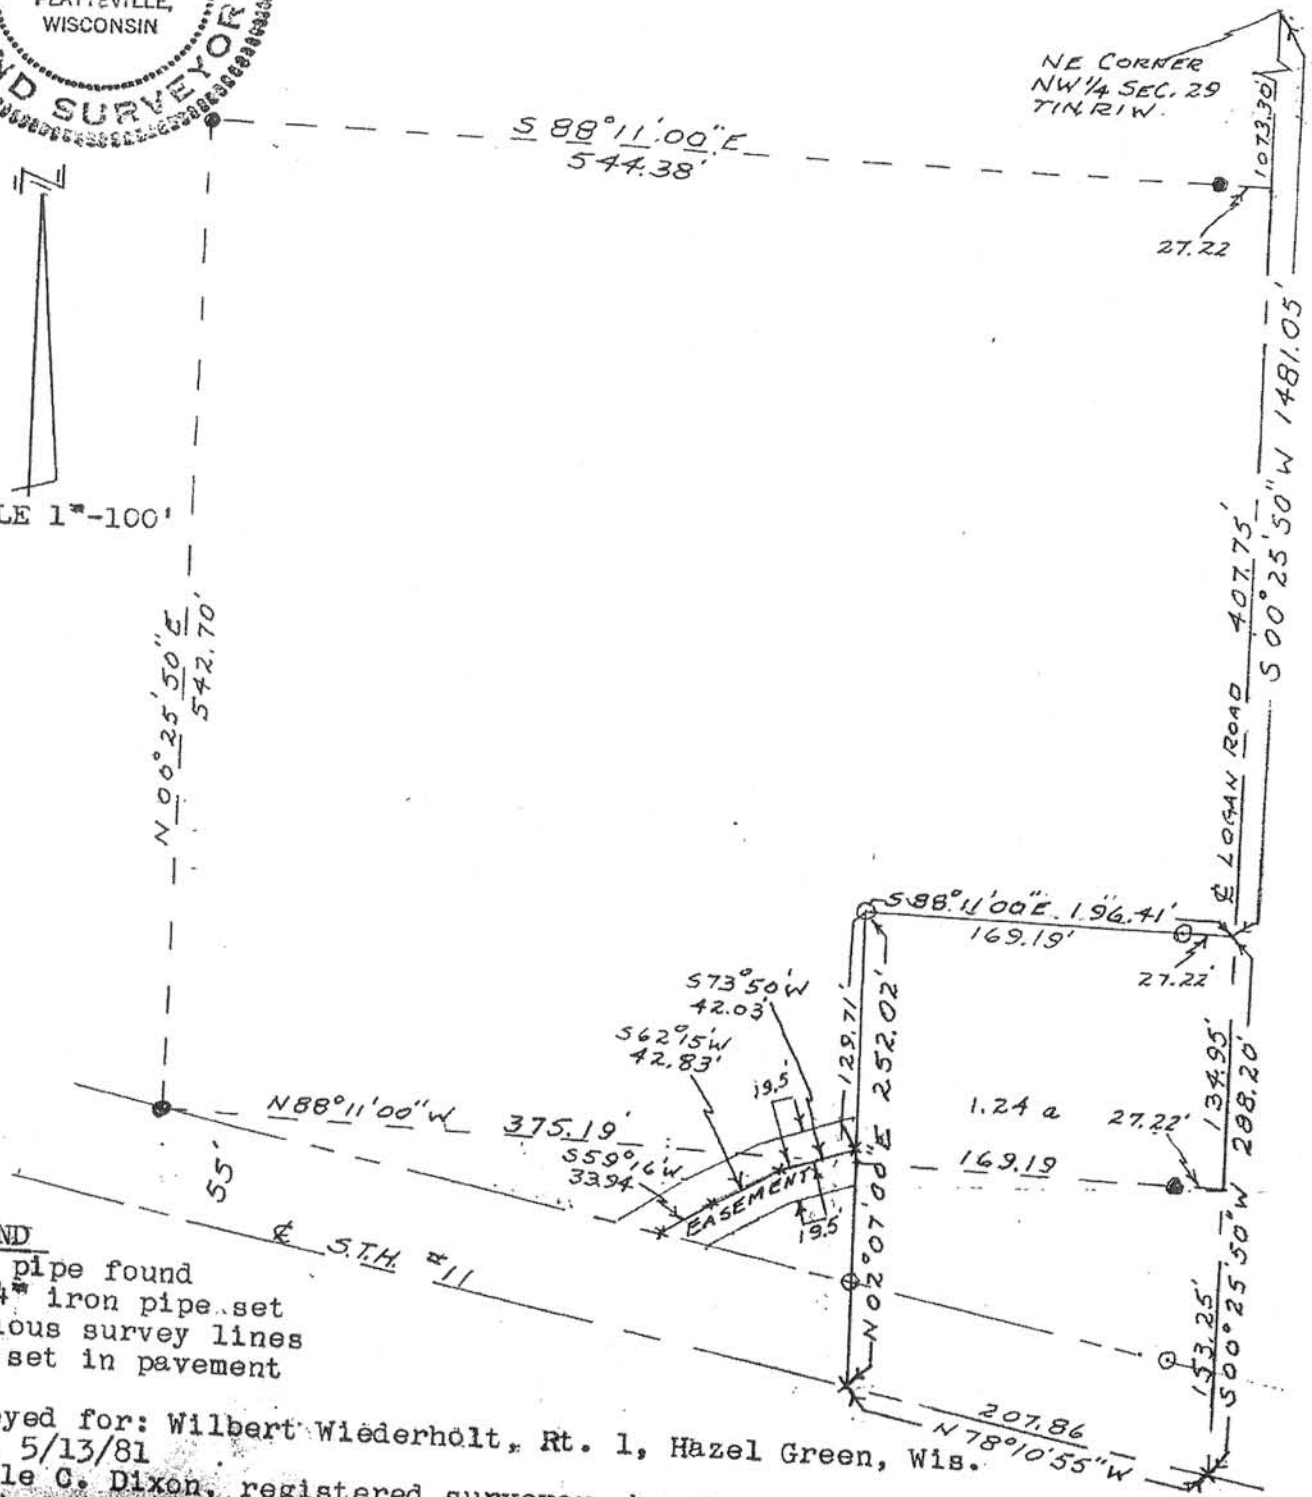 WISCONSIN
ND SURVEYOR
NE CORNER
NW 1/4 SEC. 29
T1N, R1W.
S 88°11'00"E
544.38'
1073.30'
27.22
N
LE 1"-100'
N 00°25'50"E
542.70'
S 00°25'50"W 1481.05'
℄ LOGAN ROAD 407.75'
S 88°11'00"E 196.41'
169.19'
27.22'
S73°50'W
42.03'
S62°15'W
42.83'
19.5'
129.71'
N 02°07'00"E 252.02'
134.95'
288.20'
1.24 a
27.22'
N88°11'00"W 375.19'
S59°16'W
33.94
EASEMENT
19.5'
169.19
55'
℄ S.T.H. #11
153.25'
S00°25'50"W
207.86
N 78°10'55"W
ND
pipe found
4" iron pipe set
ious survey lines
set in pavement
yed for: Wilbert Wiederholt, Rt. 1, Hazel Green, Wis.
5/13/81
le C. Dixon, registered surveyor